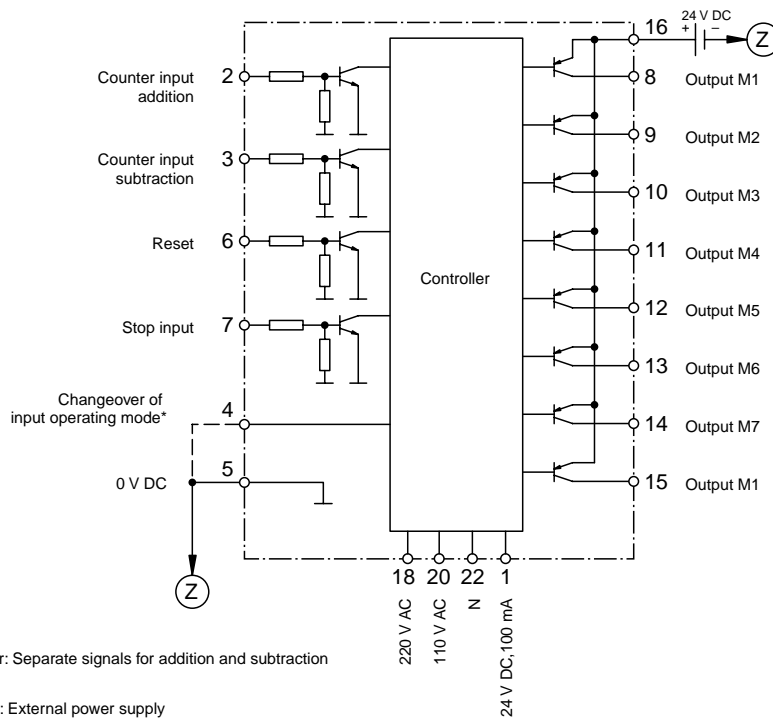 24 V DC
16
+ –
Z
Counter input
addition
2
8
Output M1
9
Output M2
Counter input
subtraction
3
10
Output M3
Reset
6
11
Output M4
Controller
12
Output M5
Stop input
7
13
Output M6
Changeover of
input operating mode*
4
14
Output M7
0 V DC
5
15
Output M1
Z
18
20
22
1
220 V AC
110 V AC
N
24 V DC,100 mA
r: Separate signals for addition and subtraction
: External power supply